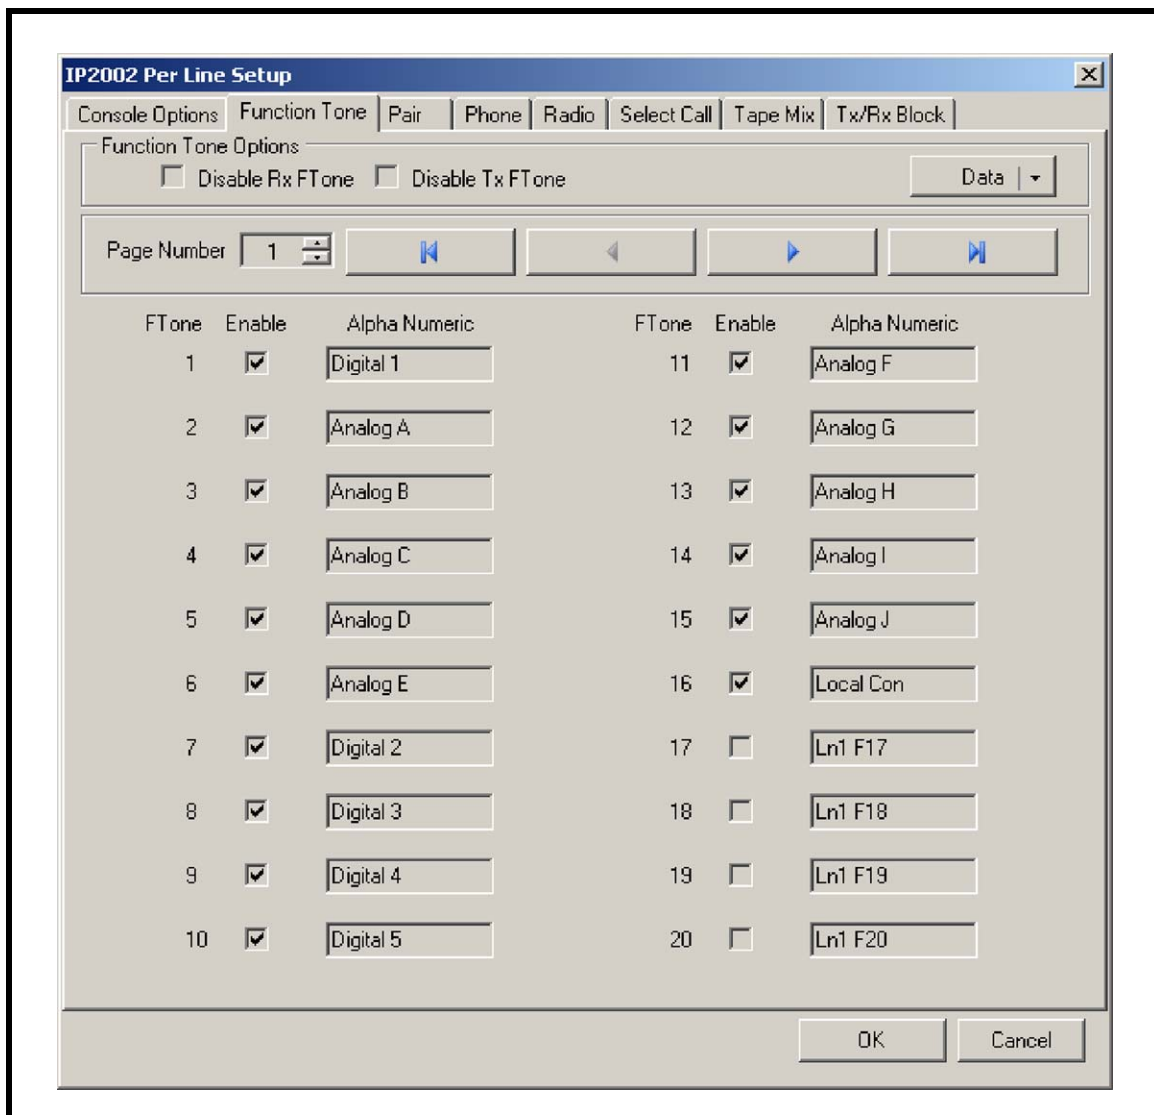 IP2002 Per Line Setup
Console Options Function Tone Pair Phone Radio Select Call Tape Mix Tx/Rx Block
Function Tone Options
Disable Rx FTone Disable Tx FTone Data
Page Number 1
FTone Enable Alpha Numeric FTone Enable Alpha Numeric
1 Digital 1 11 Analog F
2 Analog A 12 Analog G
3 Analog B 13 Analog H
4 Analog C 14 Analog I
5 Analog D 15 Analog J
6 Analog E 16 Local Con
7 Digital 2 17 Ln1 F17
8 Digital 3 18 Ln1 F18
9 Digital 4 19 Ln1 F19
10 Digital 5 20 Ln1 F20
OK Cancel